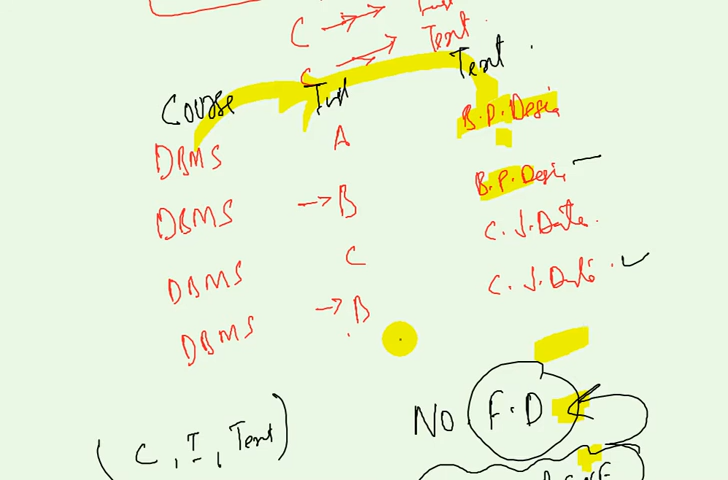 C →→
C →→ Text
Course Inst Text
DBMS A B.P. Desai
DBMS → B B.P. Desai
DBMS C C. J. Date.
DBMS → B C. J. Date.
NO F.D
(C, I, Text)